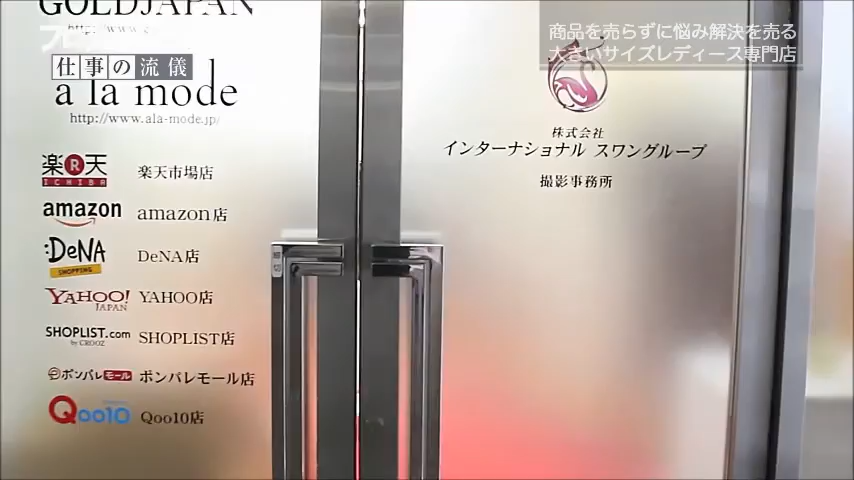 GOLDJAPAN
仕事の流儀
a la mode
http://www.ala-mode.jp/
楽R天
ICHIBA
楽天市場店
amazon
amazon店
:DeNA
SHOPPING
DeNA店
YAHOO!
JAPAN
YAHOO店
SHOPLIST.com
by CROOZ
SHOPLIST店
ポンパレモール
ポンパレモール店
Qoo10
Qoo10店
商品を売らずに悩み解決を売る
大きいサイズレディース専門店
株式会社
インターナショナル スワングループ
撮影事務所